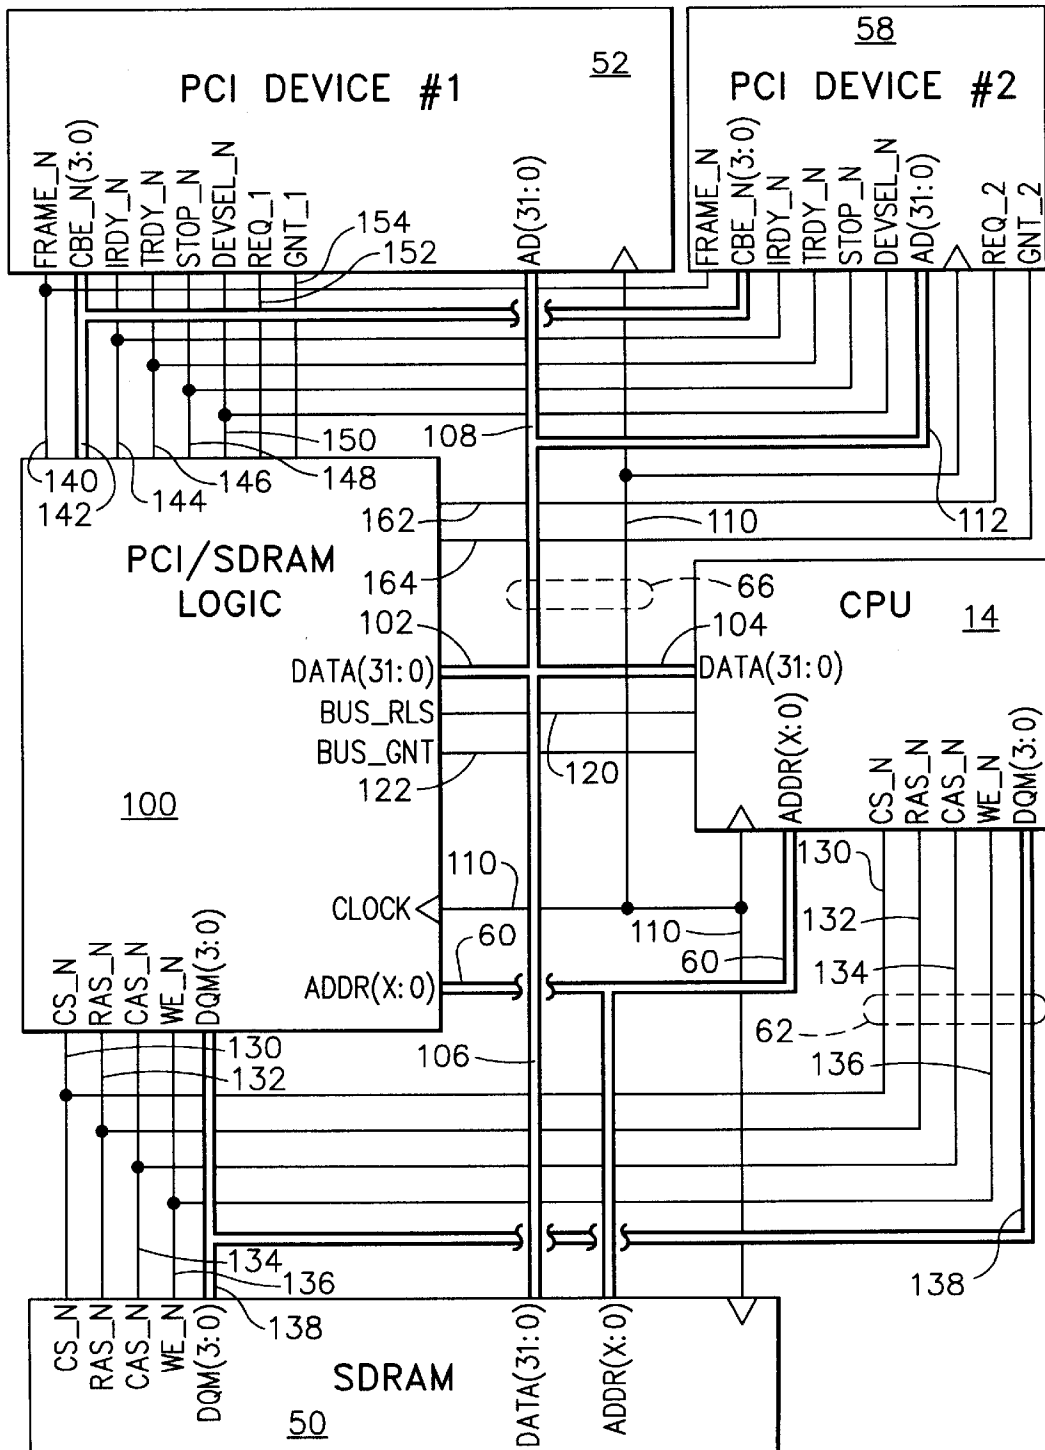 52
PCI DEVICE #1
FRAME_N
CBE_N(3:0)
IRDY_N
TRDY_N
STOP_N
DEVSEL_N
REQ_1
GNT_1
AD(31:0)
58
PCI DEVICE #2
FRAME_N
CBE_N(3:0)
IRDY_N
TRDY_N
STOP_N
DEVSEL_N
AD(31:0)
REQ_2
GNT_2
154
152
108
150
148
146
144
142
140
110
112
162
164
66
PCI/SDRAM
LOGIC
102
104
DATA(31:0)
BUS_RLS
BUS_GNT
122
120
100
CLOCK
110
ADDR(X:0)
60
CS_N
RAS_N
CAS_N
WE_N
DQM(3:0)
CPU
14
DATA(31:0)
ADDR(X:0)
CS_N
RAS_N
CAS_N
WE_N
DQM(3:0)
110
60
130
132
134
62
136
138
106
130
132
134
136
138
CS_N
RAS_N
CAS_N
WE_N
DQM(3:0)
DATA(31:0)
ADDR(X:0)
SDRAM
50